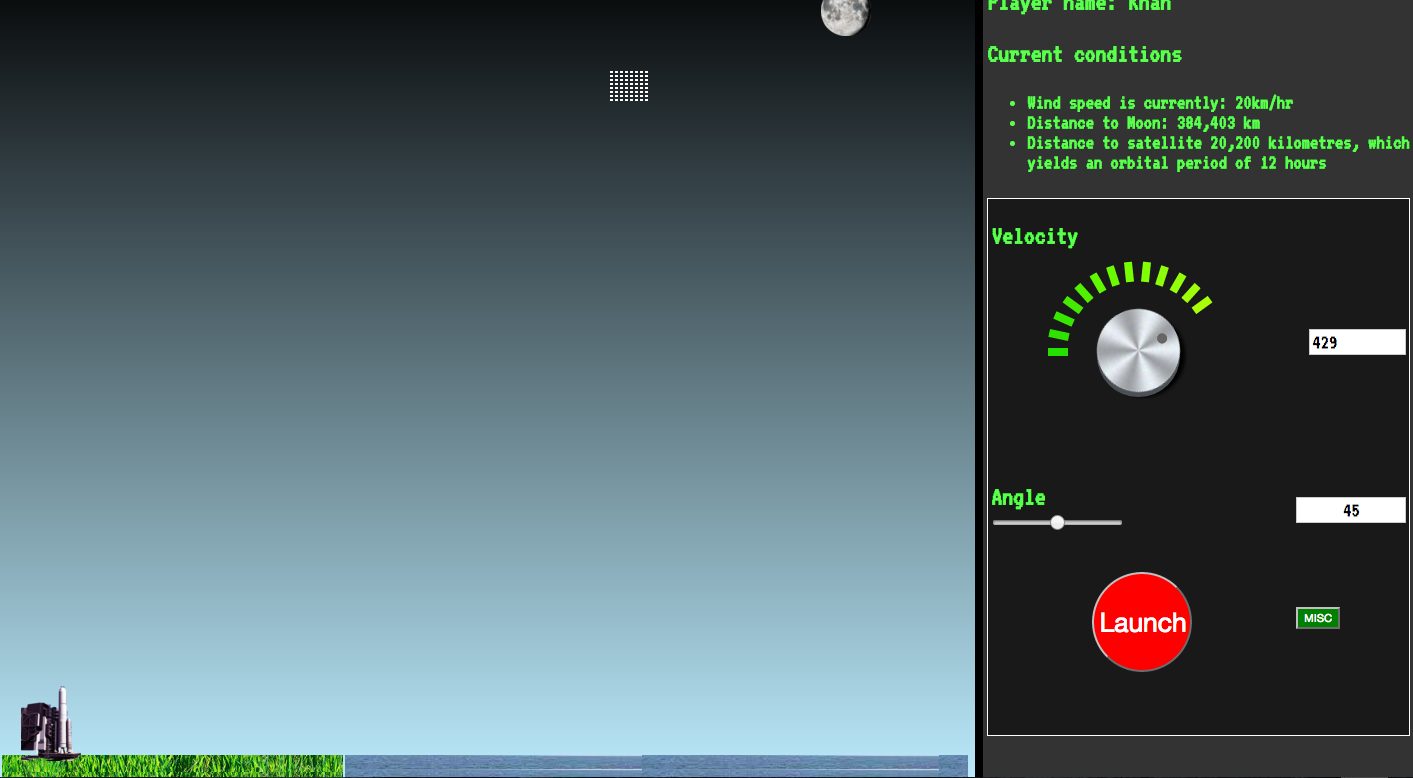 Player name: Khan
Current conditions
Wind speed is currently: 20km/hr
Distance to Moon: 384,403 km
Distance to satellite 20,200 kilometres, which
yields an orbital period of 12 hours
Velocity
429
Angle
45
Launch
MISC